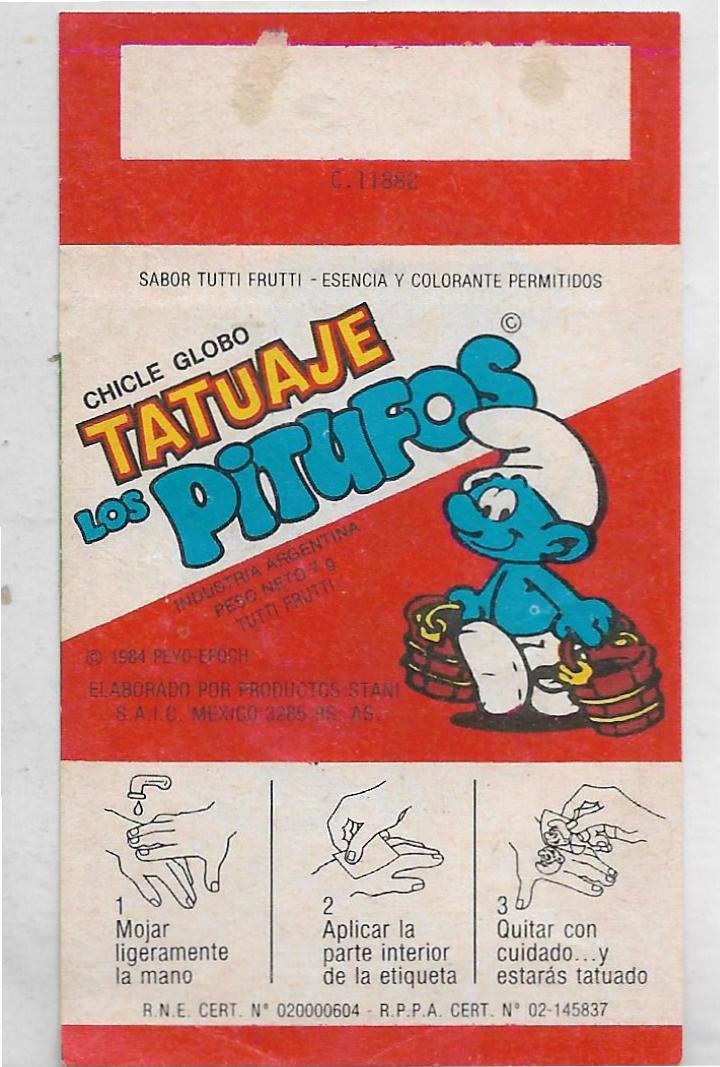 C.11882
SABOR TUTTI FRUTTI - ESENCIA Y COLORANTE PERMITIDOS
©
CHICLE GLOBO
TATUAJE
LOS PITUFOS
INDUSTRIA ARGENTINA
PESO NETO 7 g
TUTTI FRUTTI
© 1984 PEYO-EPOSH
ELABORADO POR PRODUCTOS STANI
S.A.I.C. MEXICO 3285 BS. AS.
1
Mojar
ligeramente
la mano
2
Aplicar la
parte interior
de la etiqueta
3
Quitar con
cuidado...y
estarás tatuado
R.N.E. CERT. N° 020000604 - R.P.P.A. CERT. N° 02-145837